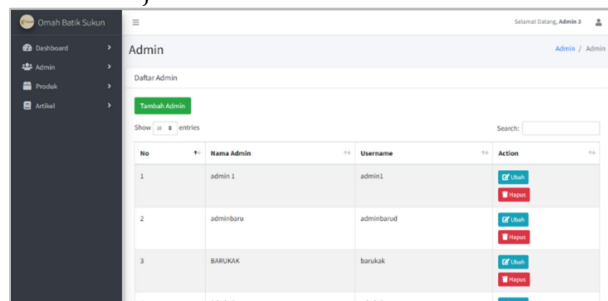 Omah Batik Sukun
Selamat Datang, Admin 3
Dashboard
Admin
Produk
Artikel
Admin
Admin / Admin
Daftar Admin
Tambah Admin
Show 10 entries
Search:
No Nama Admin Username Action
1 admin 1 admin1 Ubah
Hapus
2 adminbaru adminbarud Ubah
Hapus
3 BARUKAK barukak Ubah
Hapus